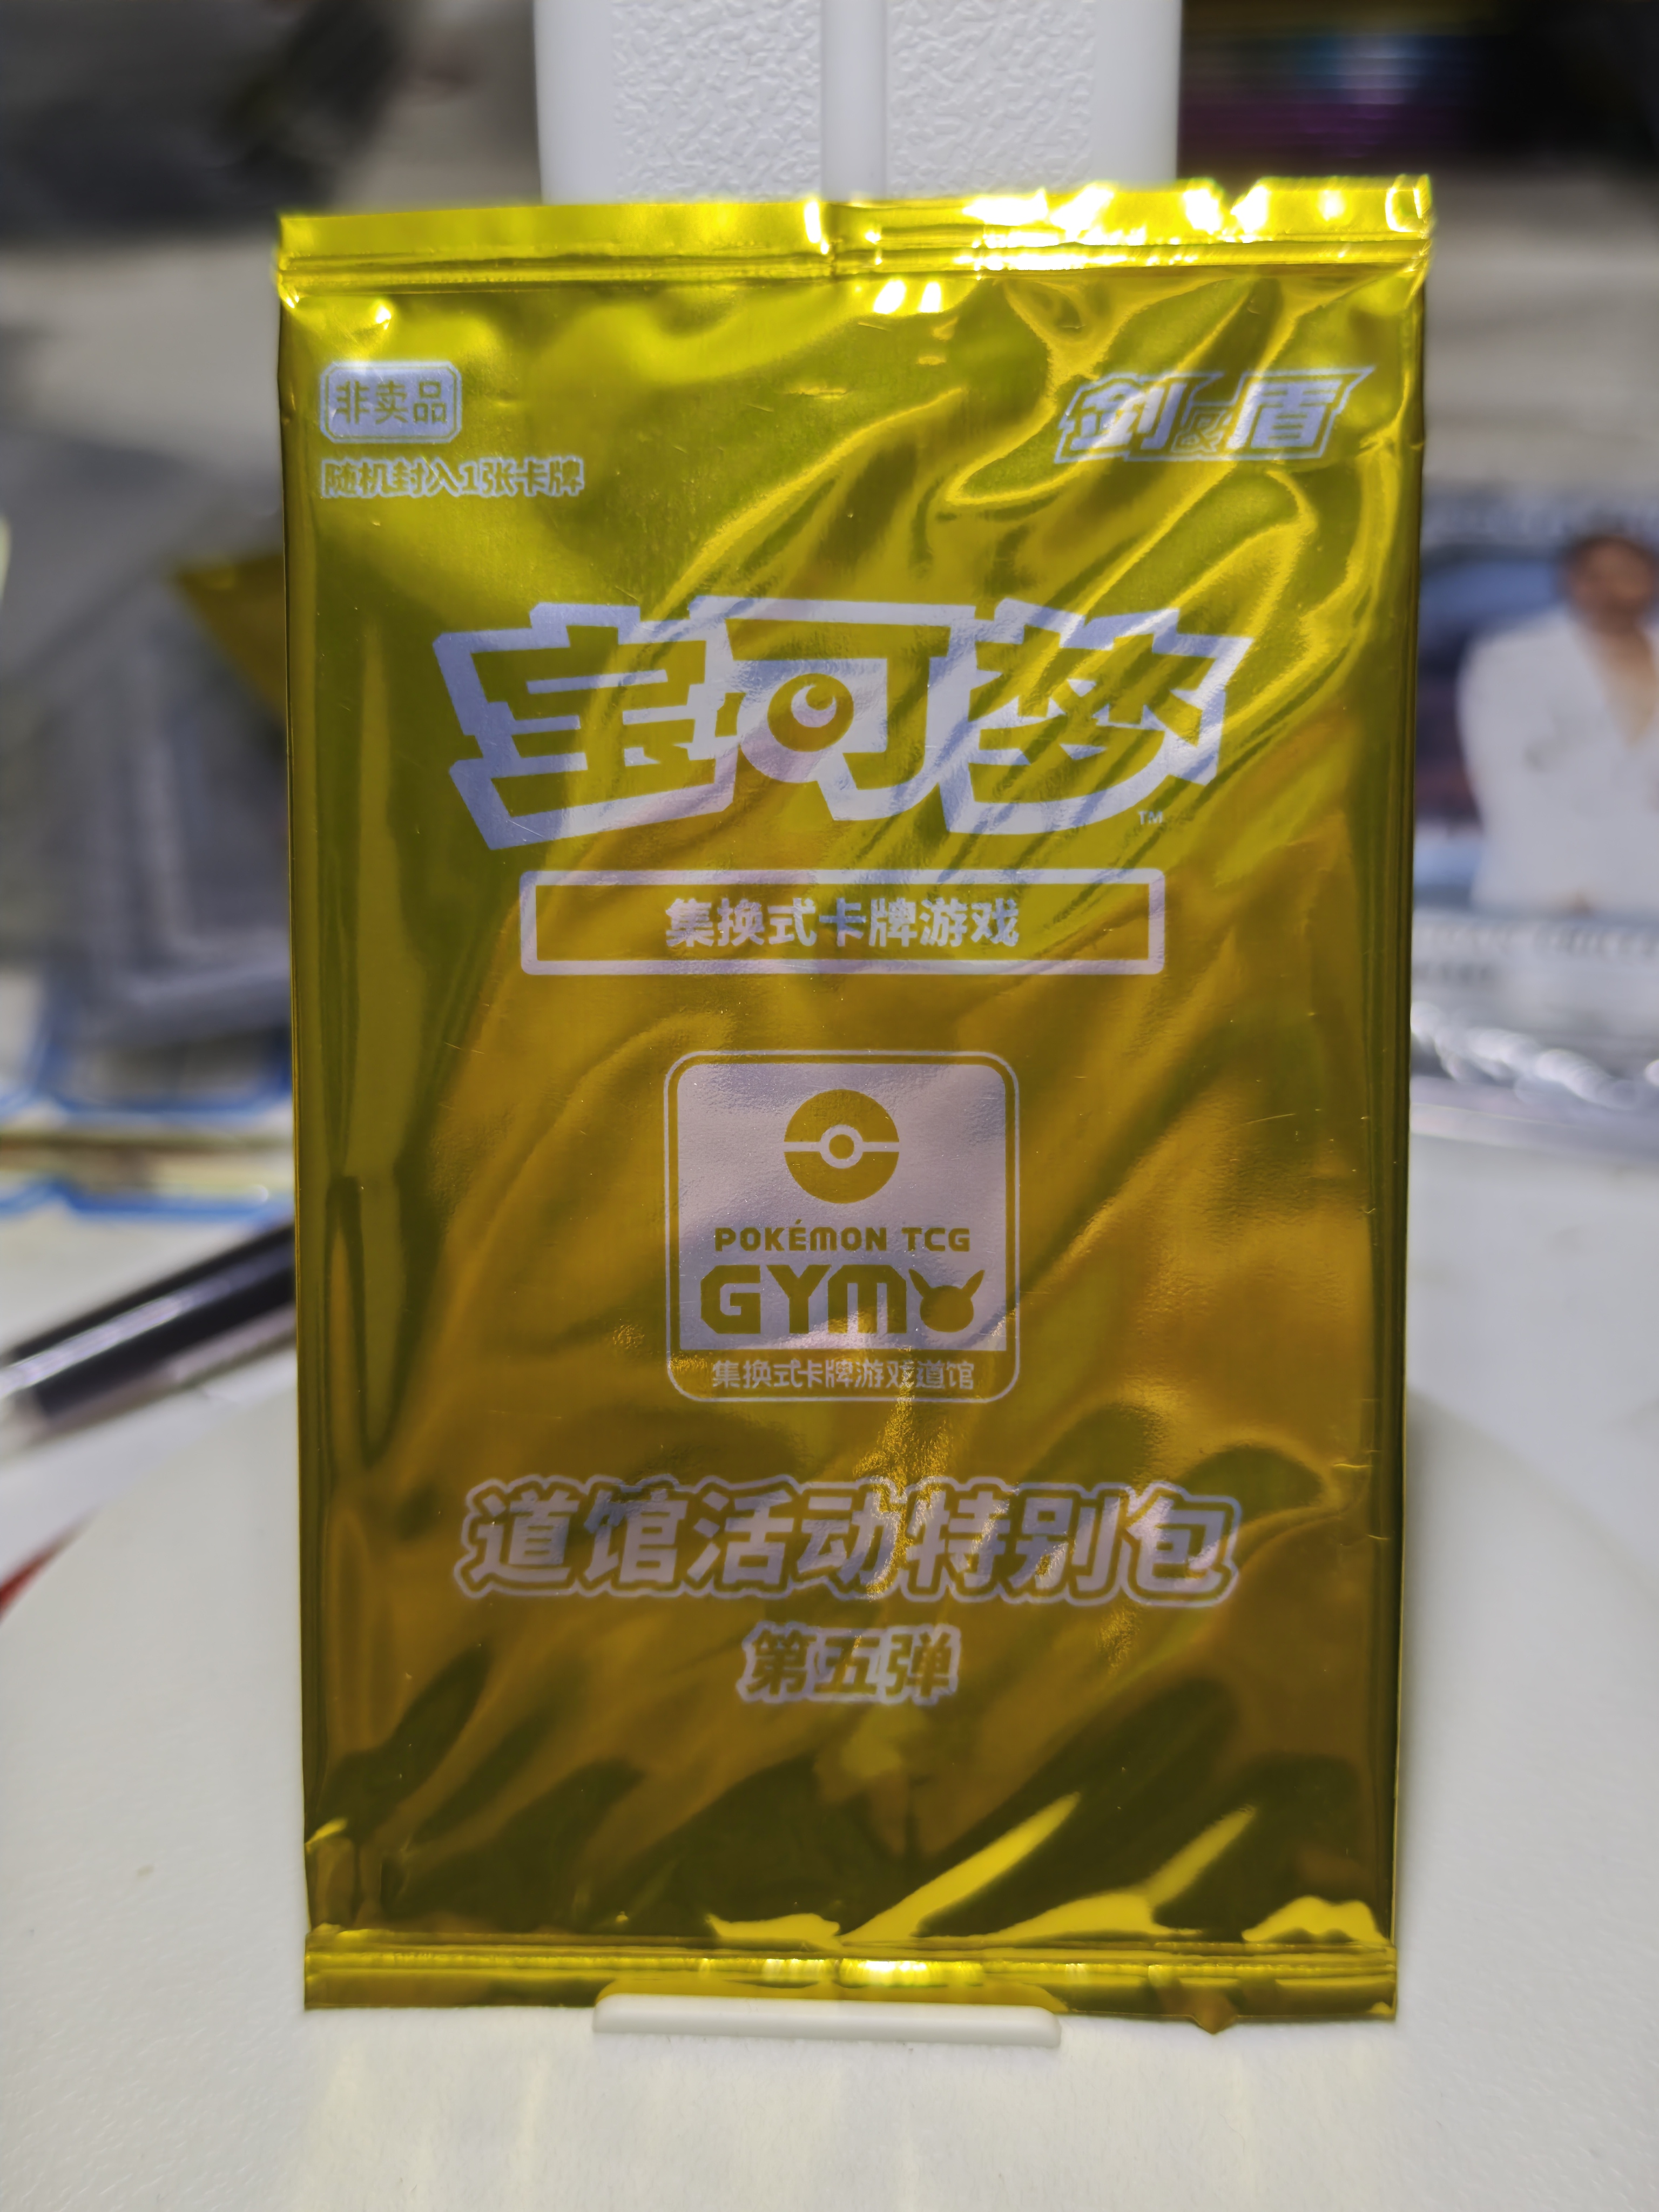 非卖品
剑&盾
随机封入1张卡牌
宝可梦
TM
集换式卡牌游戏
POKÉMON TCG
GYM
集换式卡牌游戏道馆
道馆活动特别包
第五弹